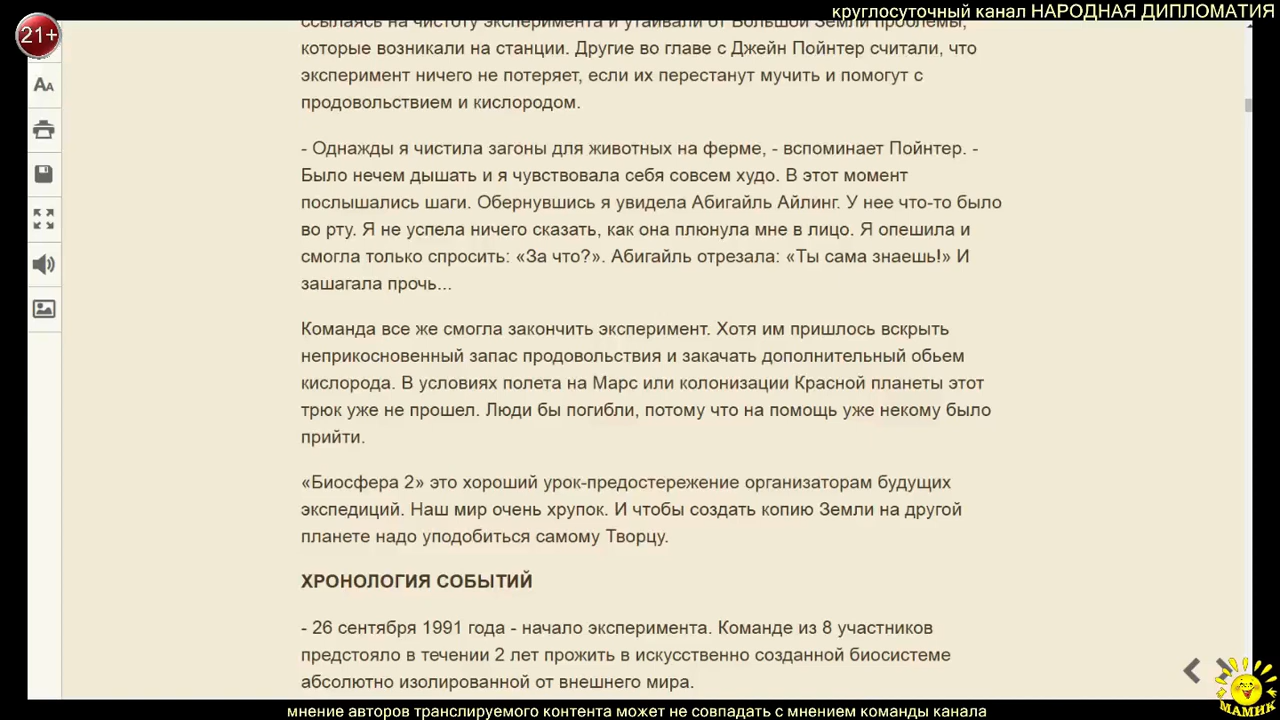 круглосуточный канал НАРОДНАЯ ДИПЛОМАТИЯ
21+
ссылаясь на чистоту эксперимента и утаивали от Большой Земли проблемы,
которые возникали на станции. Другие во главе с Джейн Пойнтер считали, что
эксперимент ничего не потеряет, если их перестанут мучить и помогут с
продовольствием и кислородом.
- Однажды я чистила загоны для животных на ферме, - вспоминает Пойнтер. -
Было нечем дышать и я чувствовала себя совсем худо. В этот момент
послышались шаги. Обернувшись я увидела Абигайль Айлинг. У нее что-то было
во рту. Я не успела ничего сказать, как она плюнула мне в лицо. Я опешила и
смогла только спросить: «За что?». Абигайль отрезала: «Ты сама знаешь!» И
зашагала прочь...
Команда все же смогла закончить эксперимент. Хотя им пришлось вскрыть
неприкосновенный запас продовольствия и закачать дополнительный обьем
кислорода. В условиях полета на Марс или колонизации Красной планеты этот
трюк уже не прошел. Люди бы погибли, потому что на помощь уже некому было
прийти.
«Биосфера 2» это хороший урок-предостережение организаторам будущих
экспедиций. Наш мир очень хрупок. И чтобы создать копию Земли на другой
планете надо уподобиться самому Творцу.
ХРОНОЛОГИЯ СОБЫТИЙ
- 26 сентября 1991 года - начало эксперимента. Команде из 8 участников
предстояло в течении 2 лет прожить в искусственно созданной биосистеме
абсолютно изолированной от внешнего мира.
МАМИК
мнение авторов транслируемого контента может не совпадать с мнением команды канала